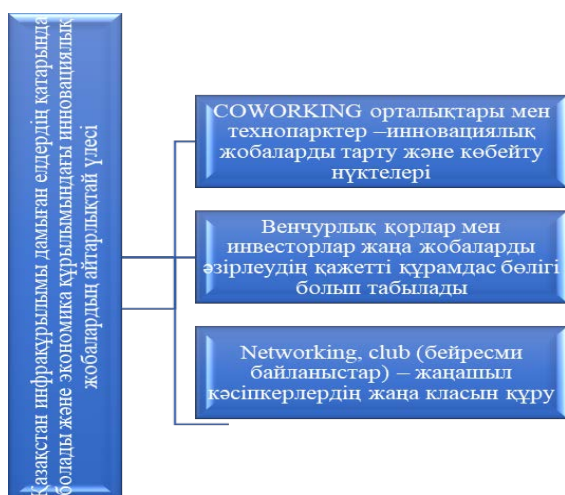 Қазақстан инфрақұрылымы дамыған елдердің қатарында
болады және экономика құрылымындағы инновациялық
жобалардың айтарлықтай үлесі
COWORKING орталықтары мен
технопарктер –инновациялық
жобаларды тарту және көбейту
нүктелері
Венчурлық қорлар мен
инвесторлар жаңа жобаларды
әзірлеудің қажетті құрамдас бөлігі
болып табылады
Networking, club (бейресми
байланыстар) – жаңашыл
кәсіпкерлердің жаңа класын құру